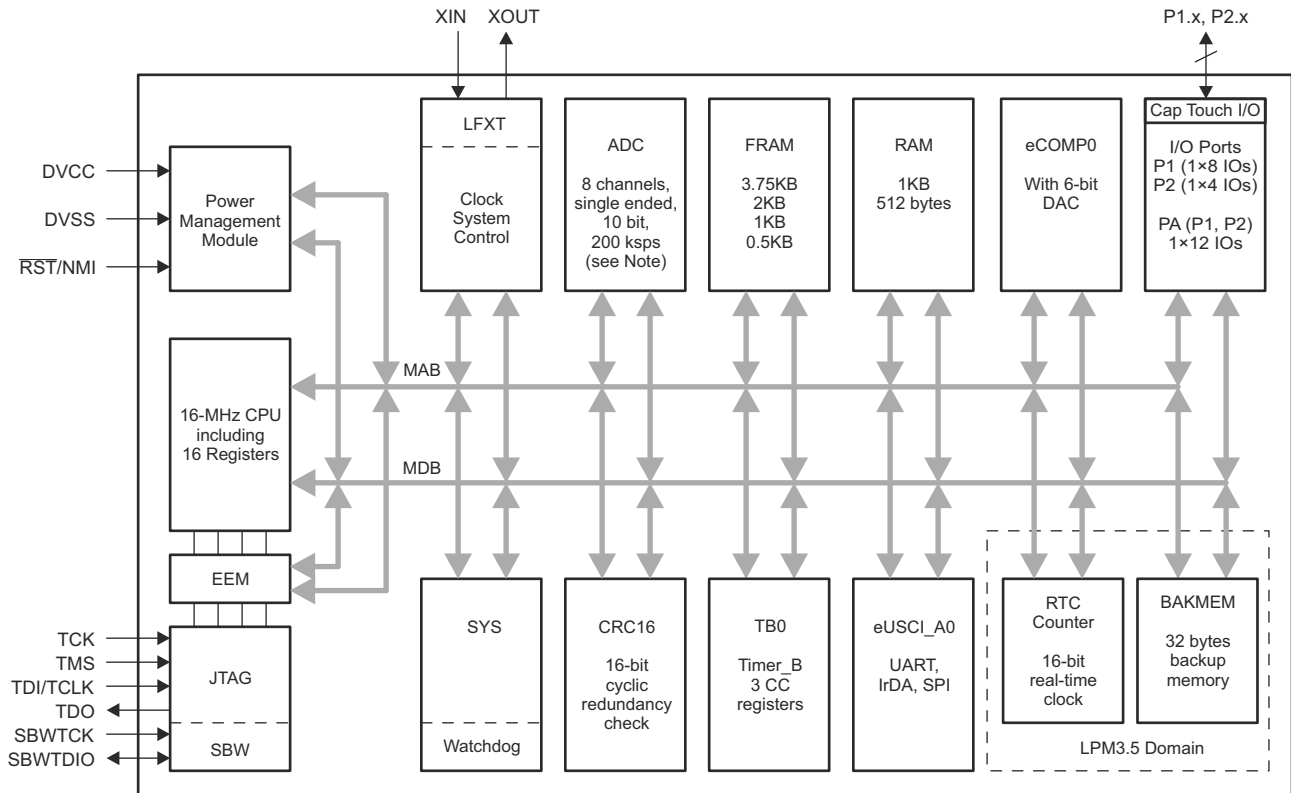 XIN
XOUT
P1.x, P2.x
DVCC
DVSS
RST/NMI
Power
Management
Module
LFXT
Clock
System
Control
ADC
8 channels,
single ended,
10 bit,
200 ksps
(see Note)
FRAM
3.75KB
2KB
1KB
0.5KB
RAM
1KB
512 bytes
eCOMP0
With 6-bit
DAC
Cap Touch I/O
I/O Ports
P1 (1×8 IOs)
P2 (1×4 IOs)
PA (P1, P2)
1×12 IOs
MAB
16-MHz CPU
including
16 Registers
MDB
EEM
TCK
TMS
TDI/TCLK
TDO
SBWTCK
SBWTDIO
JTAG
SBW
SYS
Watchdog
CRC16
16-bit
cyclic
redundancy
check
TB0
Timer_B
3 CC
registers
eUSCI_A0
UART,
IrDA, SPI
RTC
Counter
16-bit
real-time
clock
BAKMEM
32 bytes
backup
memory
LPM3.5 Domain